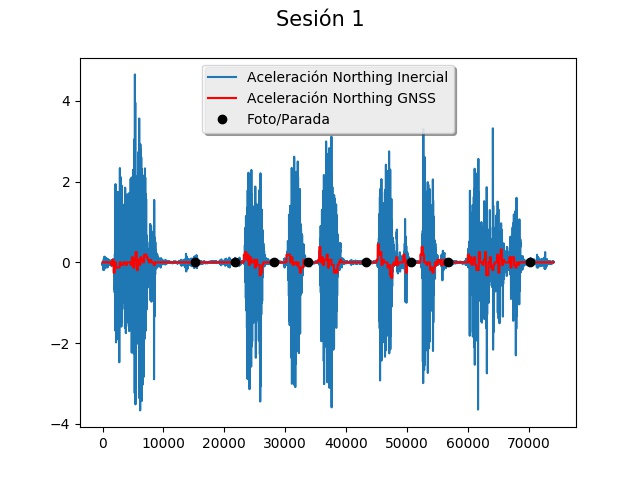 Sesión 1
Aceleración Northing Inercial
Aceleración Northing GNSS
Foto/Parada
4
2
0
−2
−4
0 10000 20000 30000 40000 50000 60000 70000